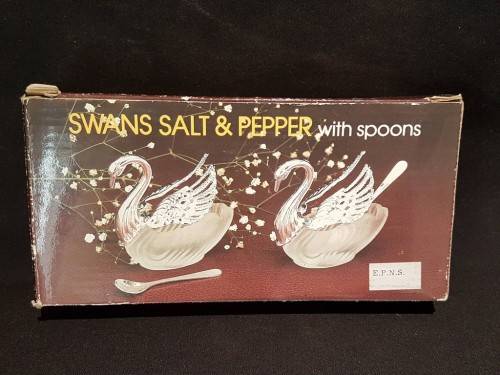 SWANS SALT & PEPPER with spoons
E.P.N.S.